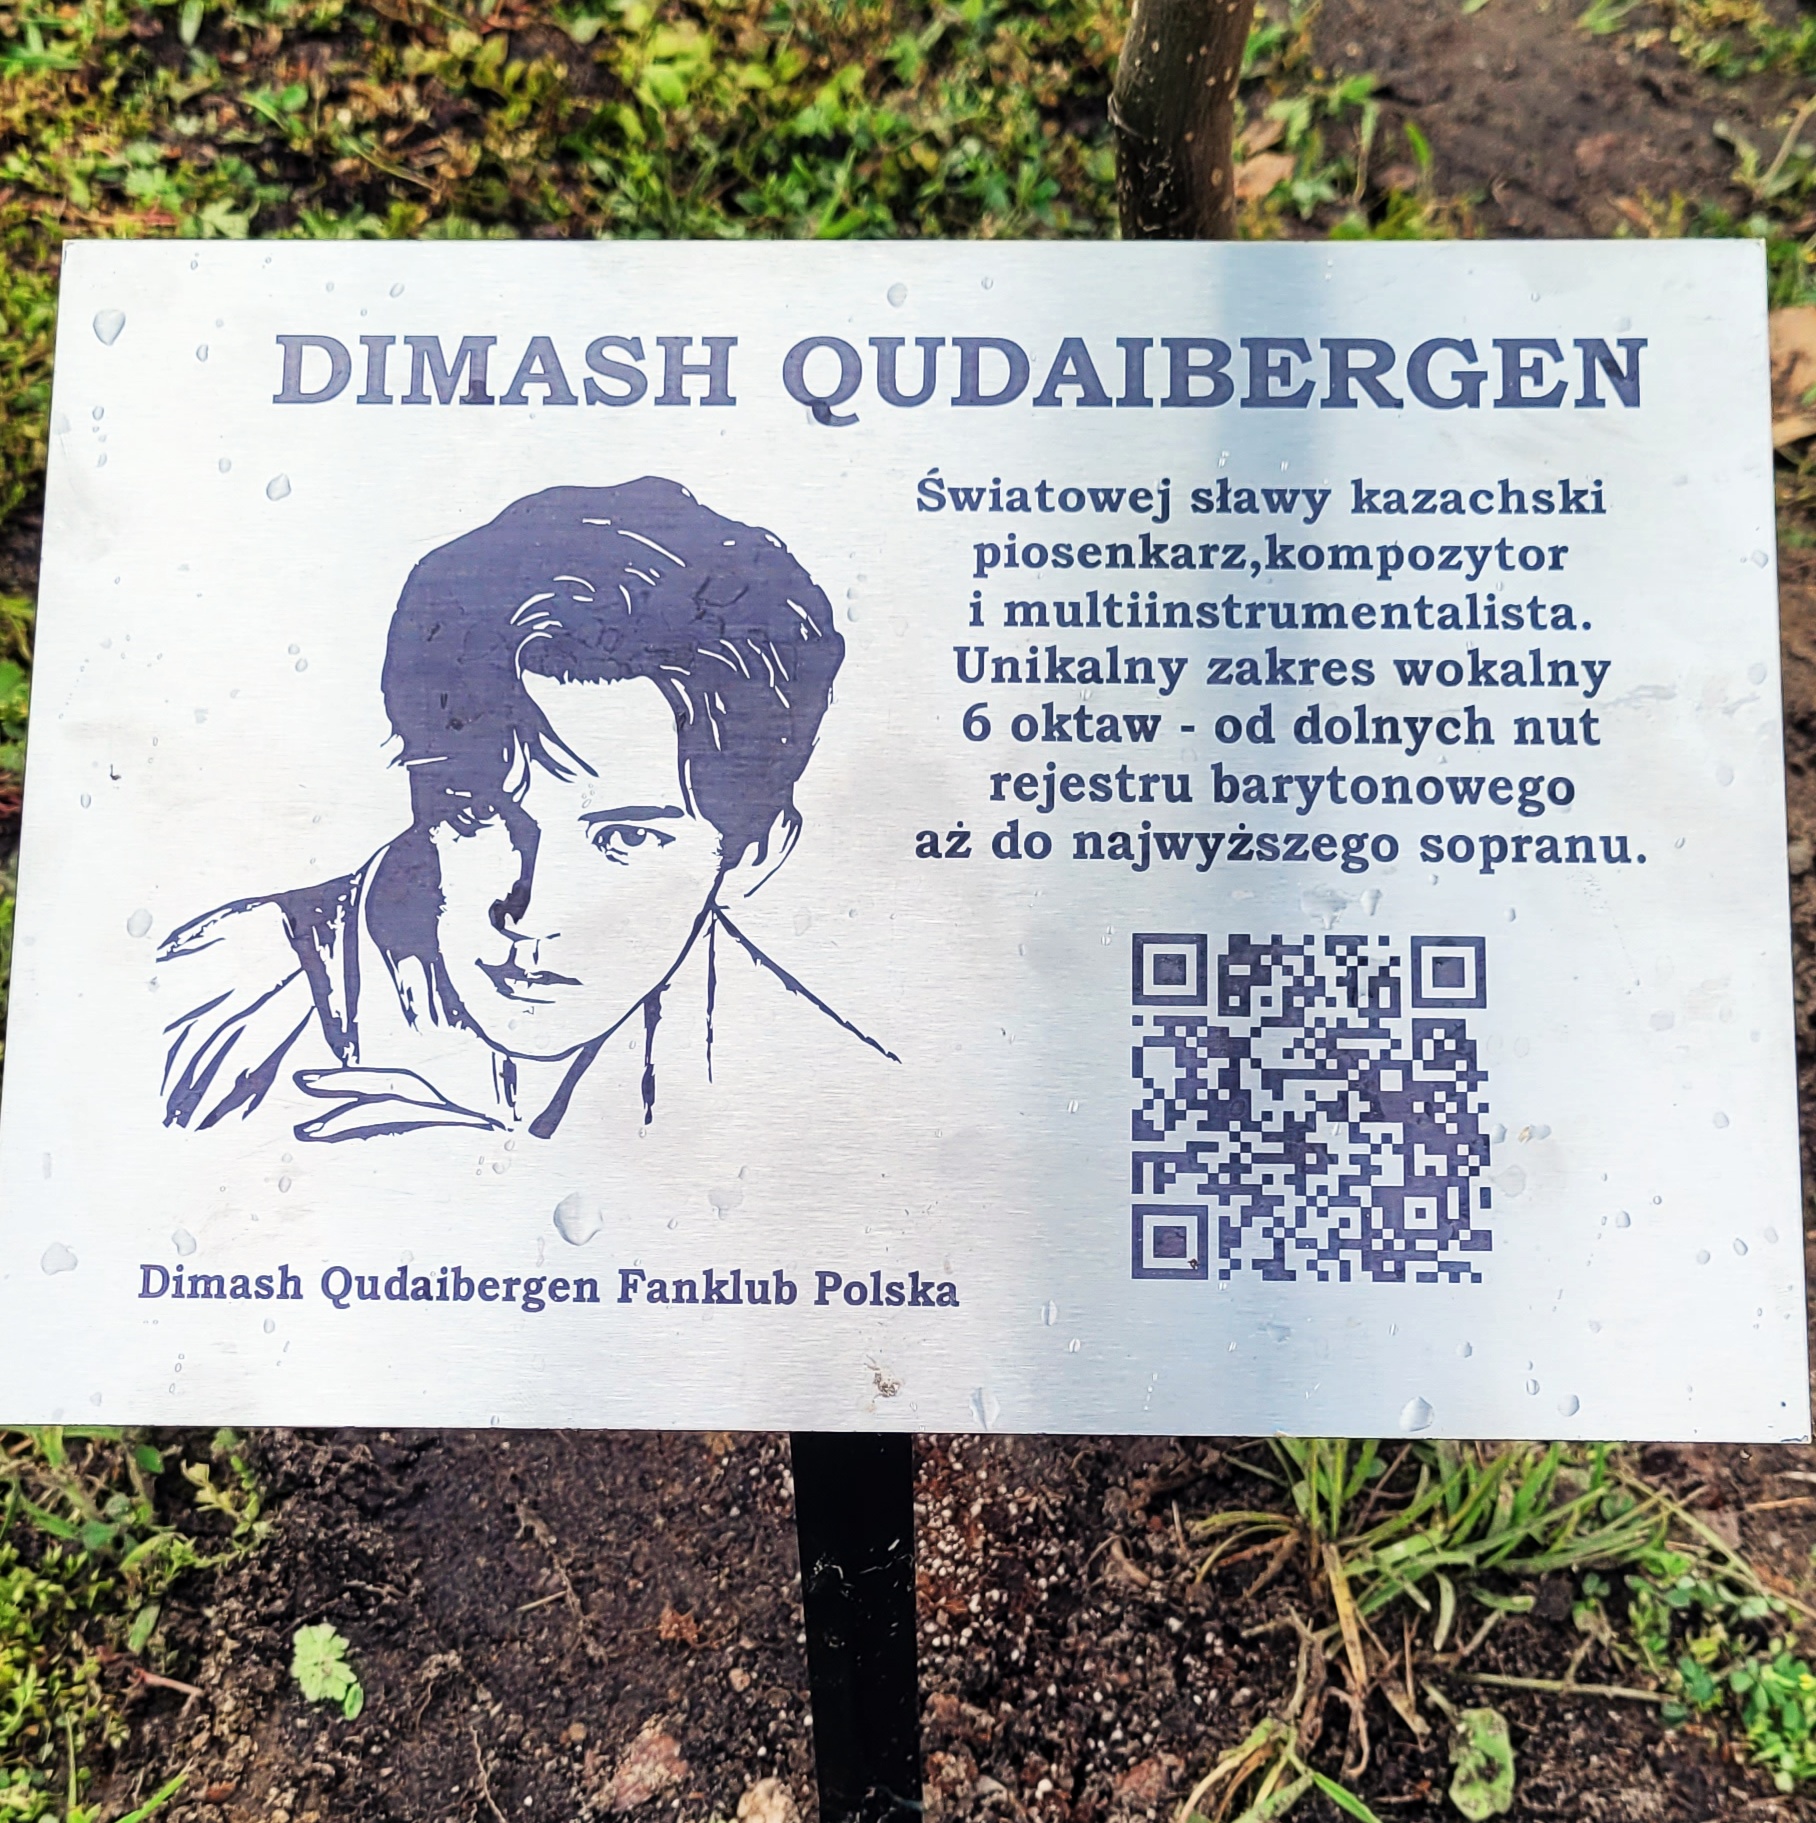 DIMASH QUDAIBERGEN
Światowej sławy kazachski
piosenkarz,kompozytor
i multiinstrumentalista.
Unikalny zakres wokalny
6 oktaw - od dolnych nut
rejestru barytonowego
aż do najwyższego sopranu.
Dimash Qudaibergen Fanklub Polska